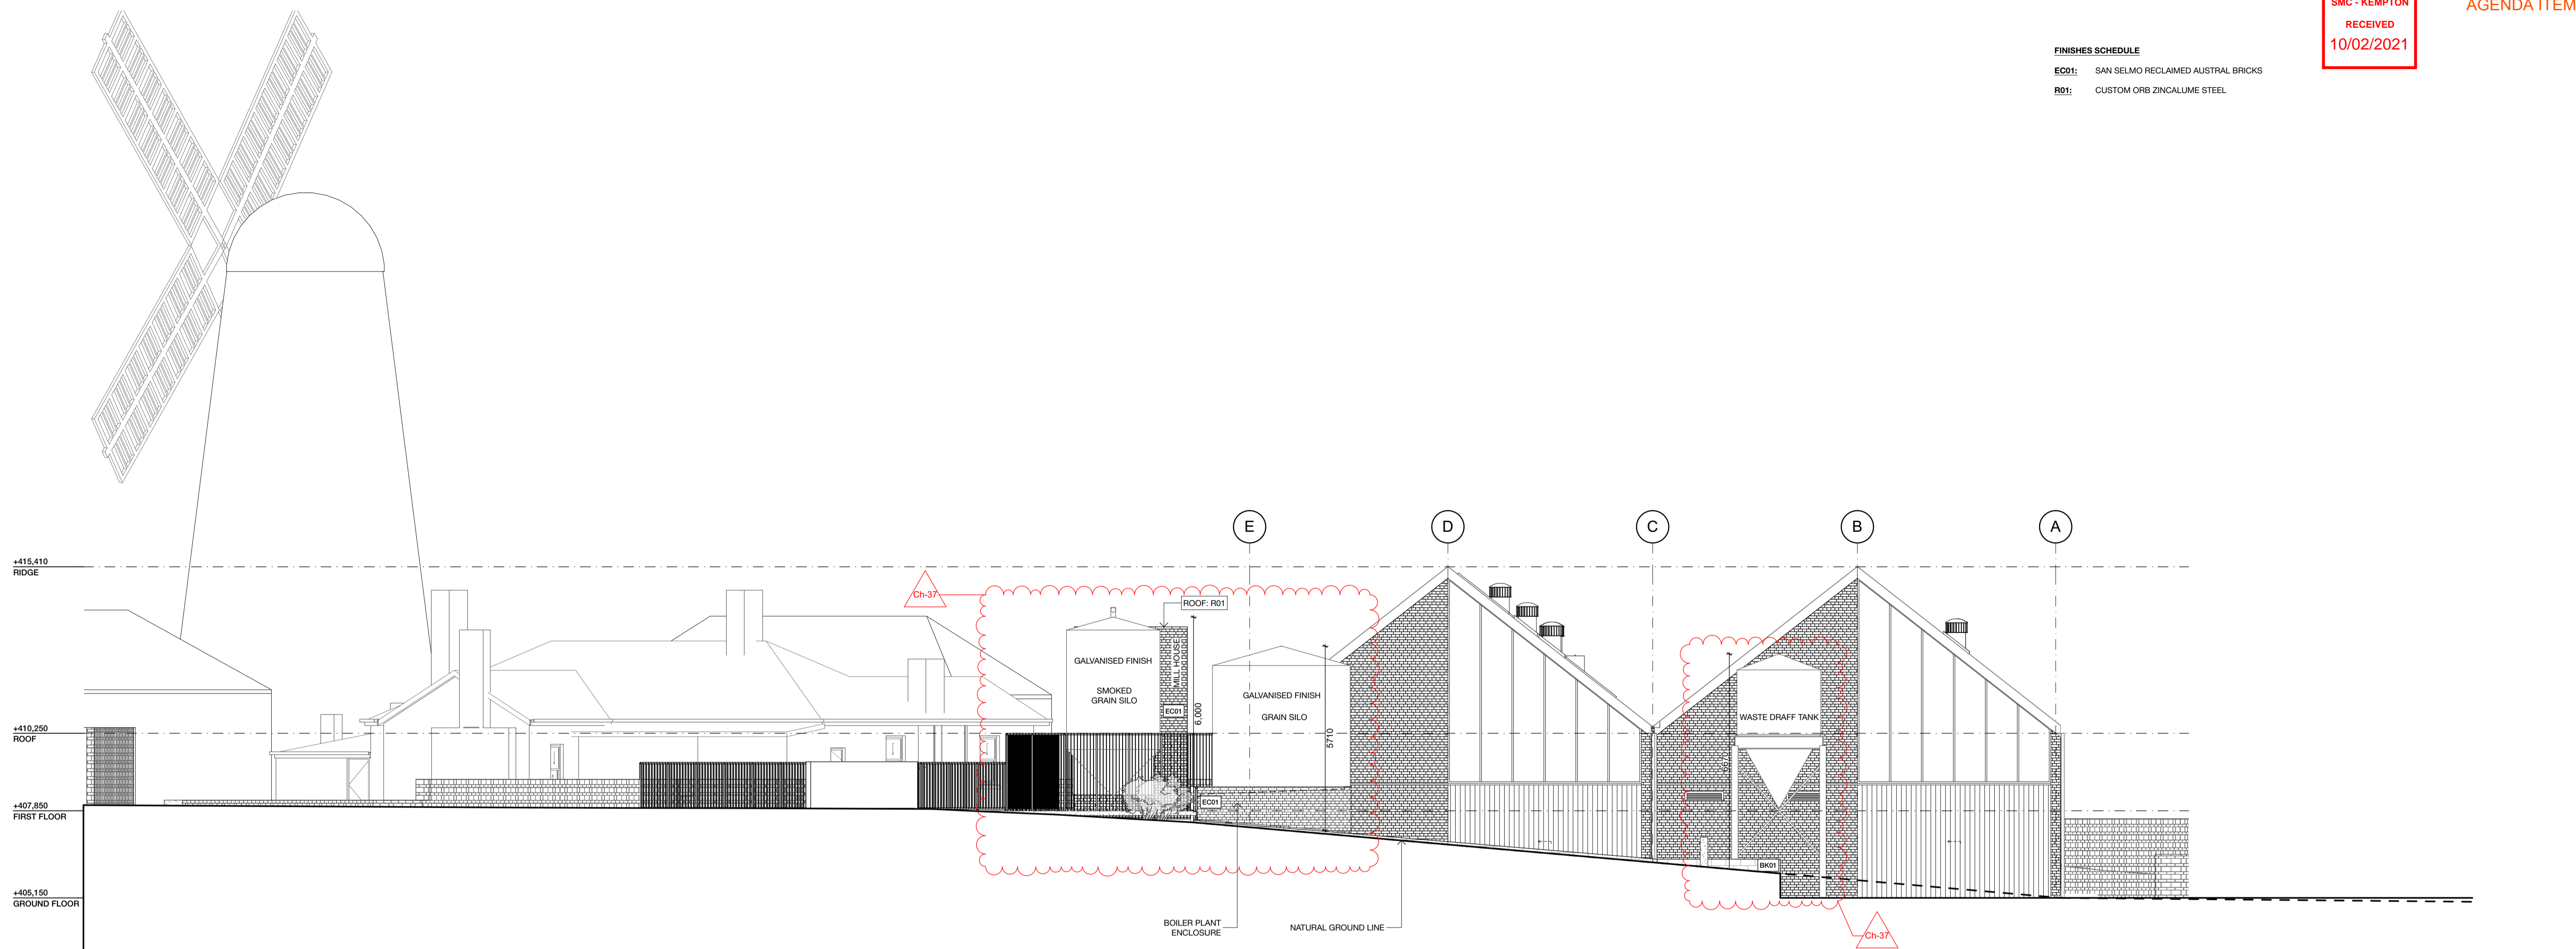 SMC - KEMPTON
RECEIVED
10/02/2021
AGENDA ITEM
FINISHES SCHEDULE
EC01: SAN SELMO RECLAIMED AUSTRAL BRICKS
R01: CUSTOM ORB ZINCALUME STEEL
E
D
C
B
A
+415,410
RIDGE
Ch-37
ROOF: R01
MILL HOUSE
GALVANISED FINISH
SMOKED
GRAIN SILO
EC01
6,000
GALVANISED FINISH
GRAIN SILO
5710
WASTE DRAFF TANK
6670
+410,250
ROOF
EC01
+407,850
FIRST FLOOR
BK01
+405,150
GROUND FLOOR
BOILER PLANT
ENCLOSURE
NATURAL GROUND LINE
Ch-37